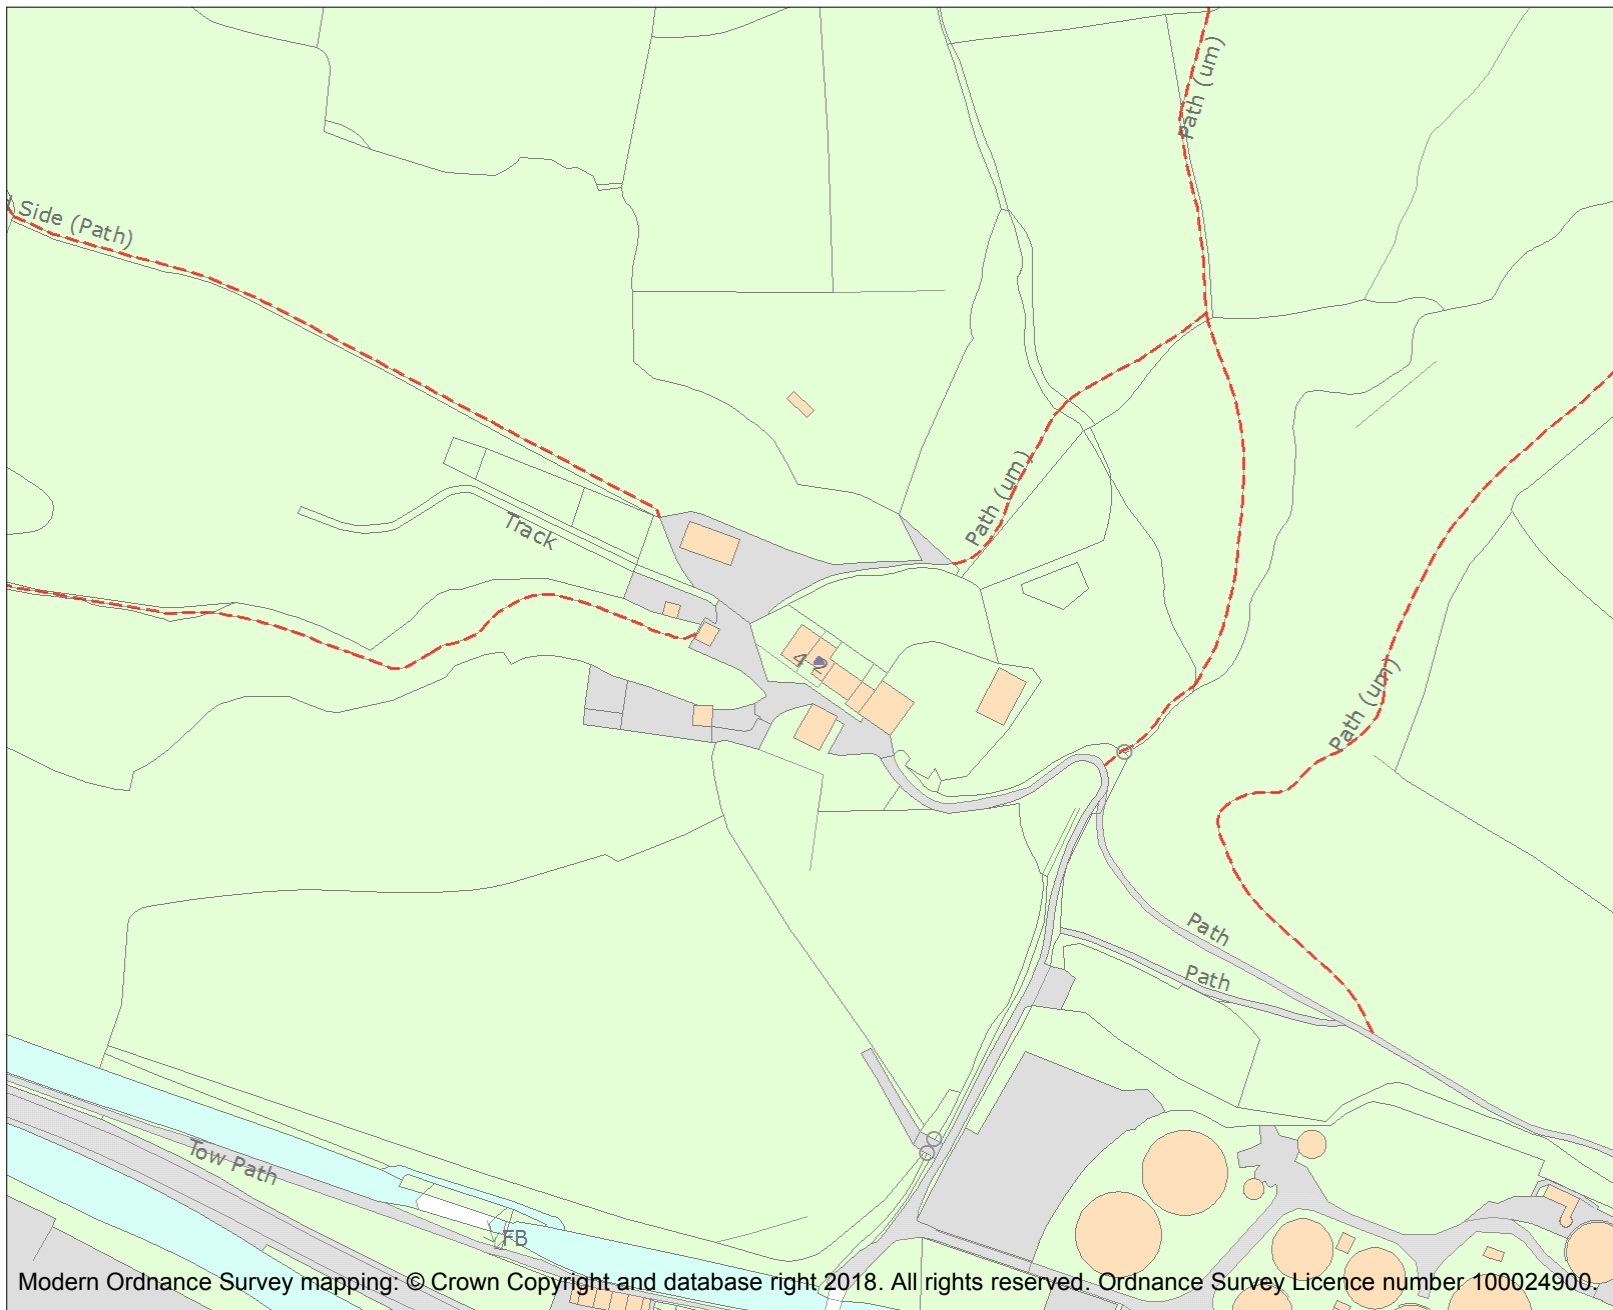 Path (um)
Side (Path)
Path (um)
Track
4 2
Path (um)
Path
Path
Tow Path
FB
Modern Ordnance Survey mapping: © Crown Copyright and database right 2018. All rights reserved. Ordnance Survey Licence number 100024900.